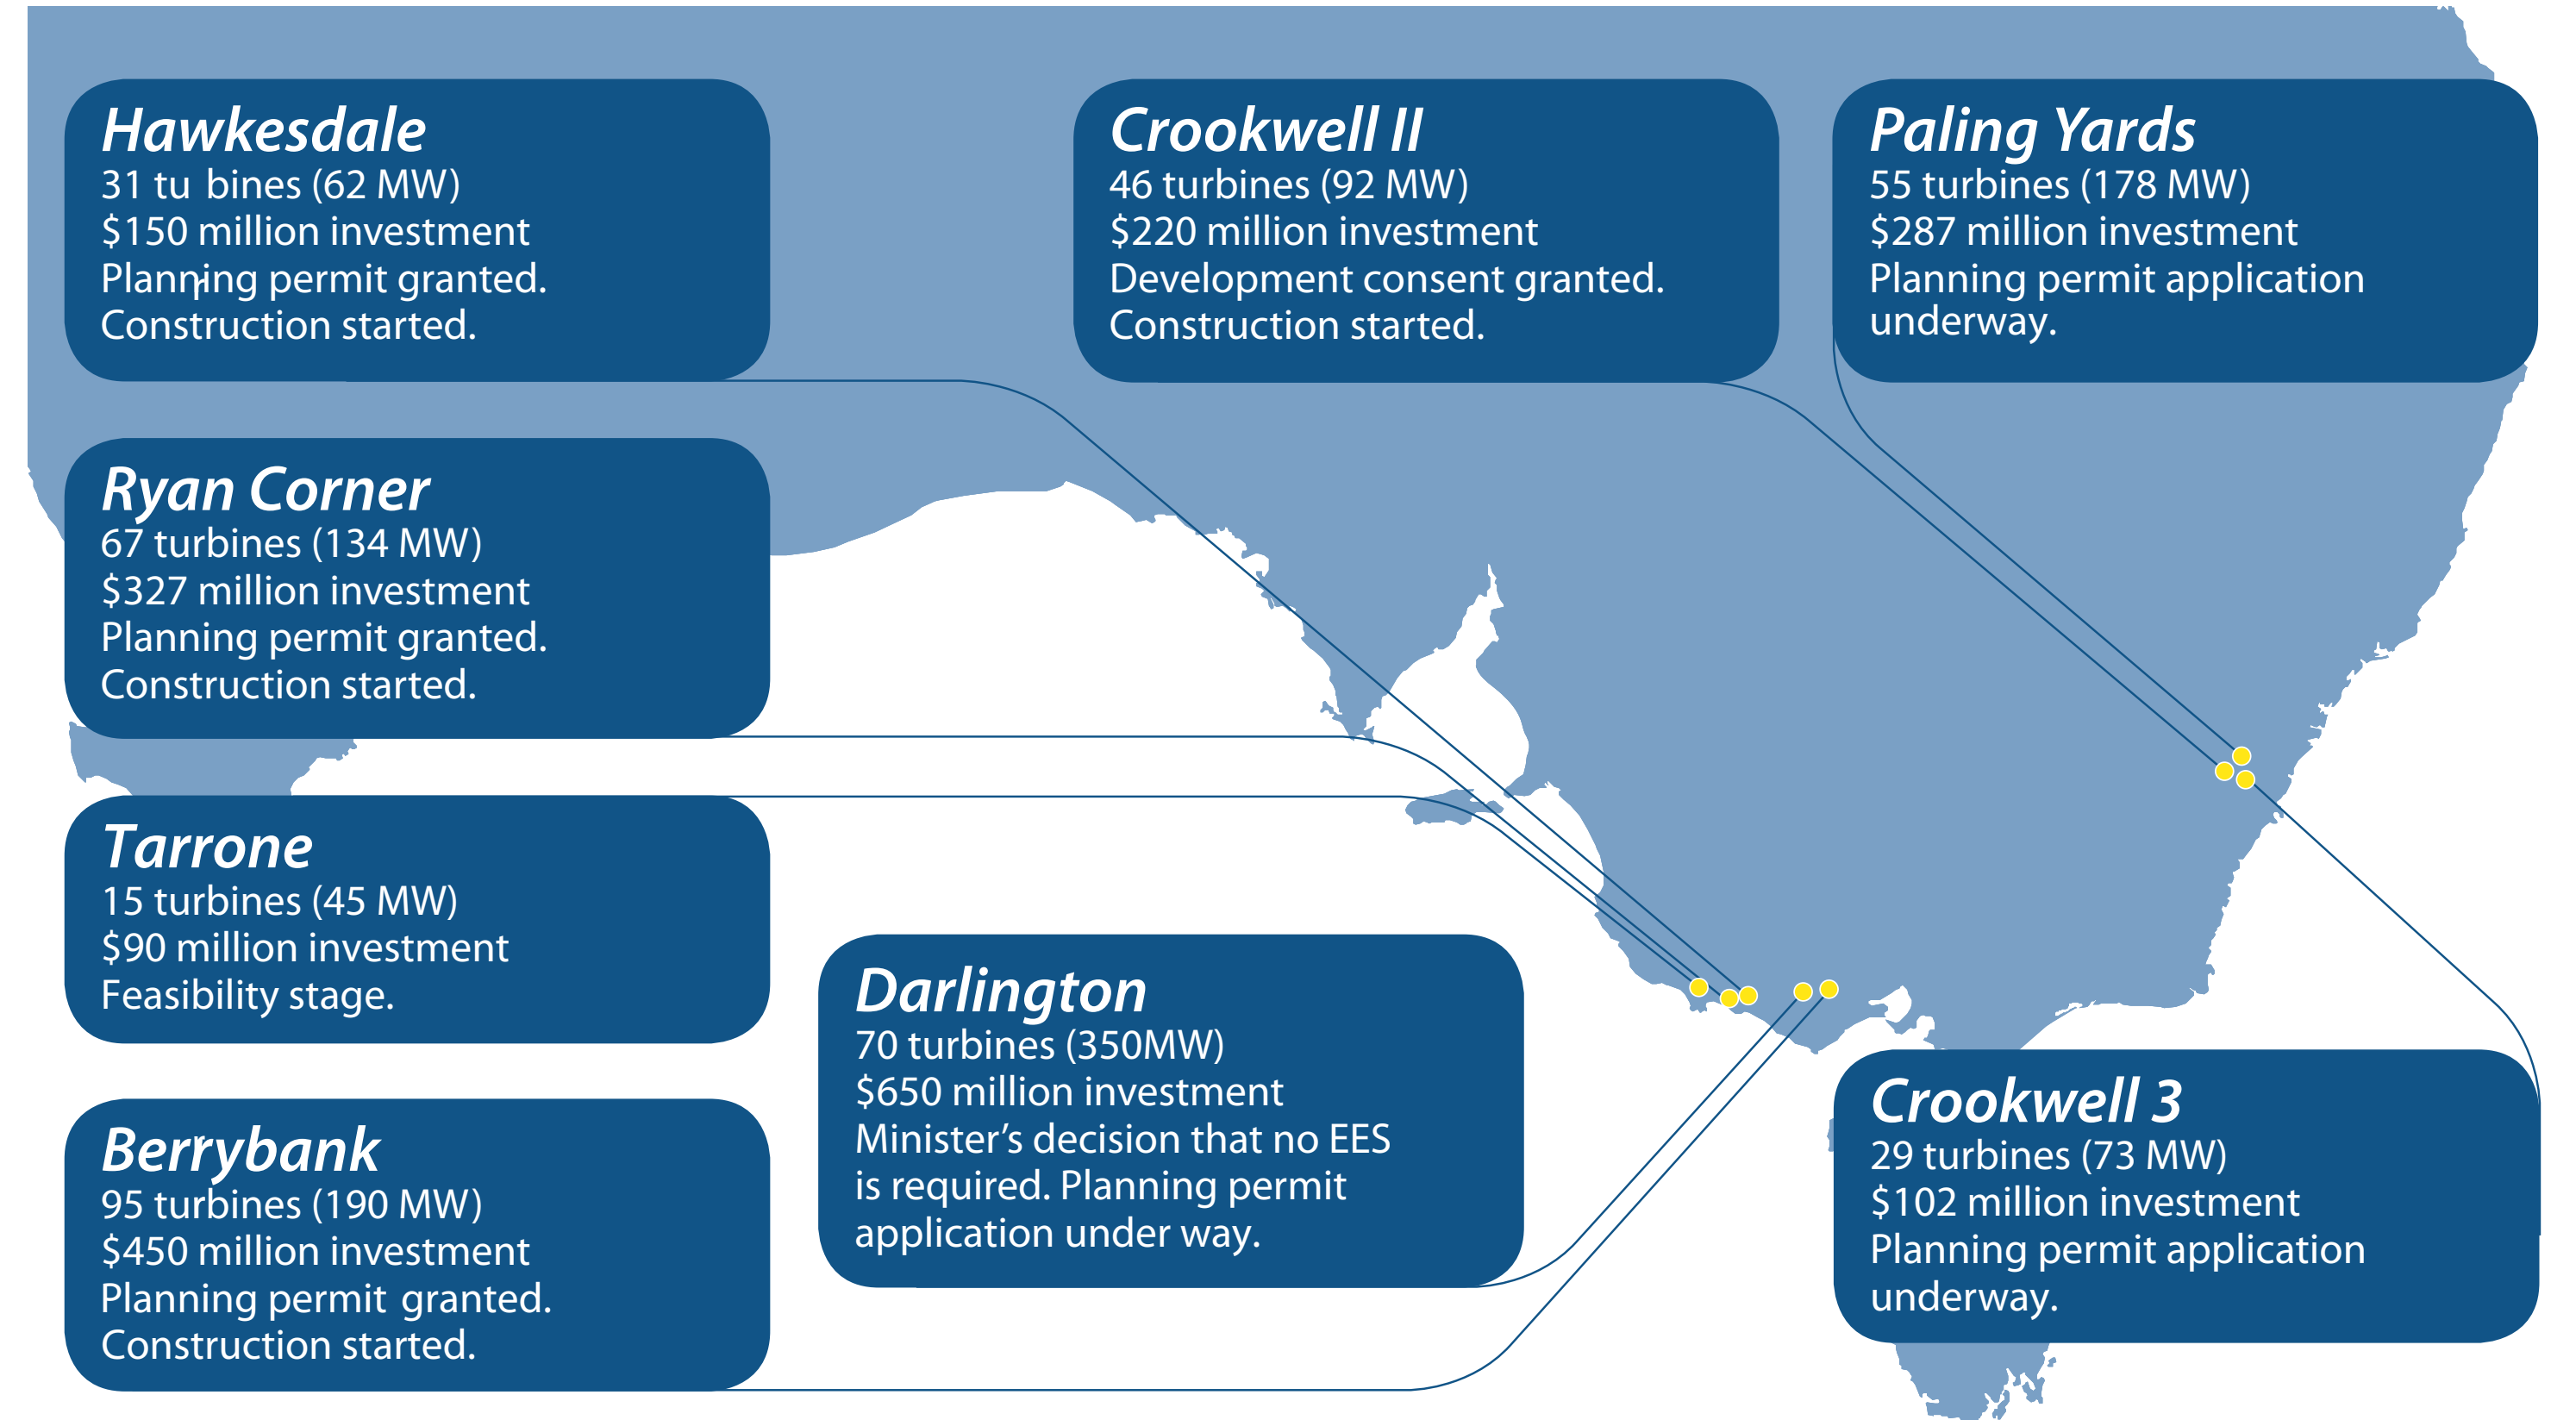 Hawkesdale
31 tu bines (62 MW)
$150 million investment
Planning permit granted.
Construction started.
Crookwell II
46 turbines (92 MW)
$220 million investment
Development consent granted.
Construction started.
Paling Yards
55 turbines (178 MW)
$287 million investment
Planning permit application
underway.
Ryan Corner
67 turbines (134 MW)
$327 million investment
Planning permit granted.
Construction started.
Tarrone
15 turbines (45 MW)
$90 million investment
Feasibility stage.
Darlington
70 turbines (350MW)
$650 million investment
Minister’s decision that no EES
is required. Planning permit
application under way.
Berrybank
95 turbines (190 MW)
$450 million investment
Planning permit granted.
Construction started.
Crookwell 3
29 turbines (73 MW)
$102 million investment
Planning permit application
underway.